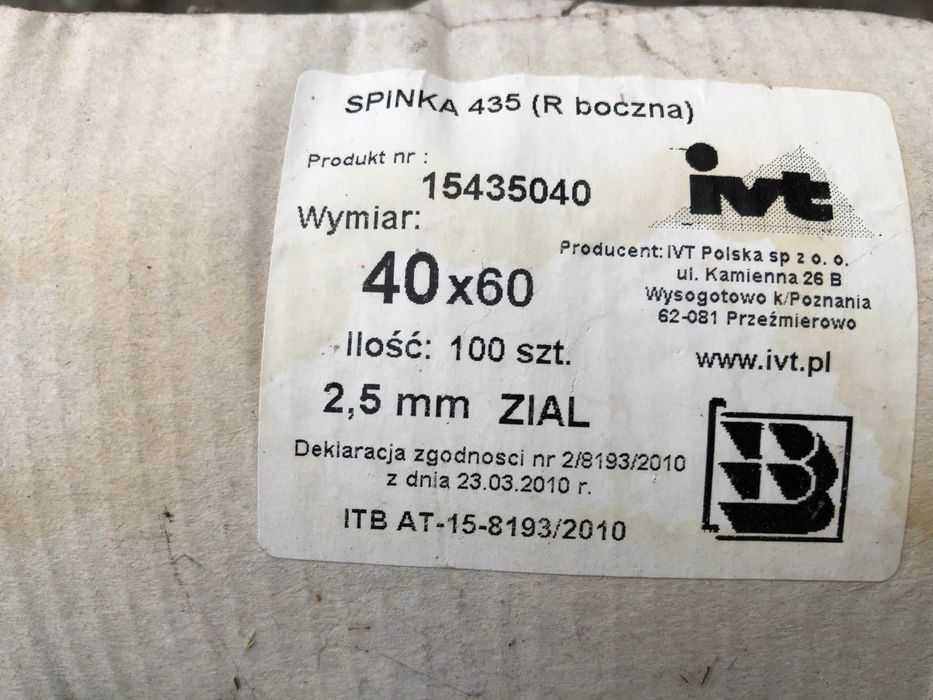 SPINKA 435 (R boczna)
Produkt nr :
15435040
ivt
Wymiar:
40x60
Producent: IVT Polska sp z o. o.
ul. Kamienna 26 B
Wysogotowo k/Poznania
62-081 Przeźmierowo
Ilość: 100 szt.
www.ivt.pl
2,5 mm ZIAL
Deklaracja zgodnosci nr 2/8193/2010
z dnia 23.03.2010 r.
ITB AT-15-8193/2010
B